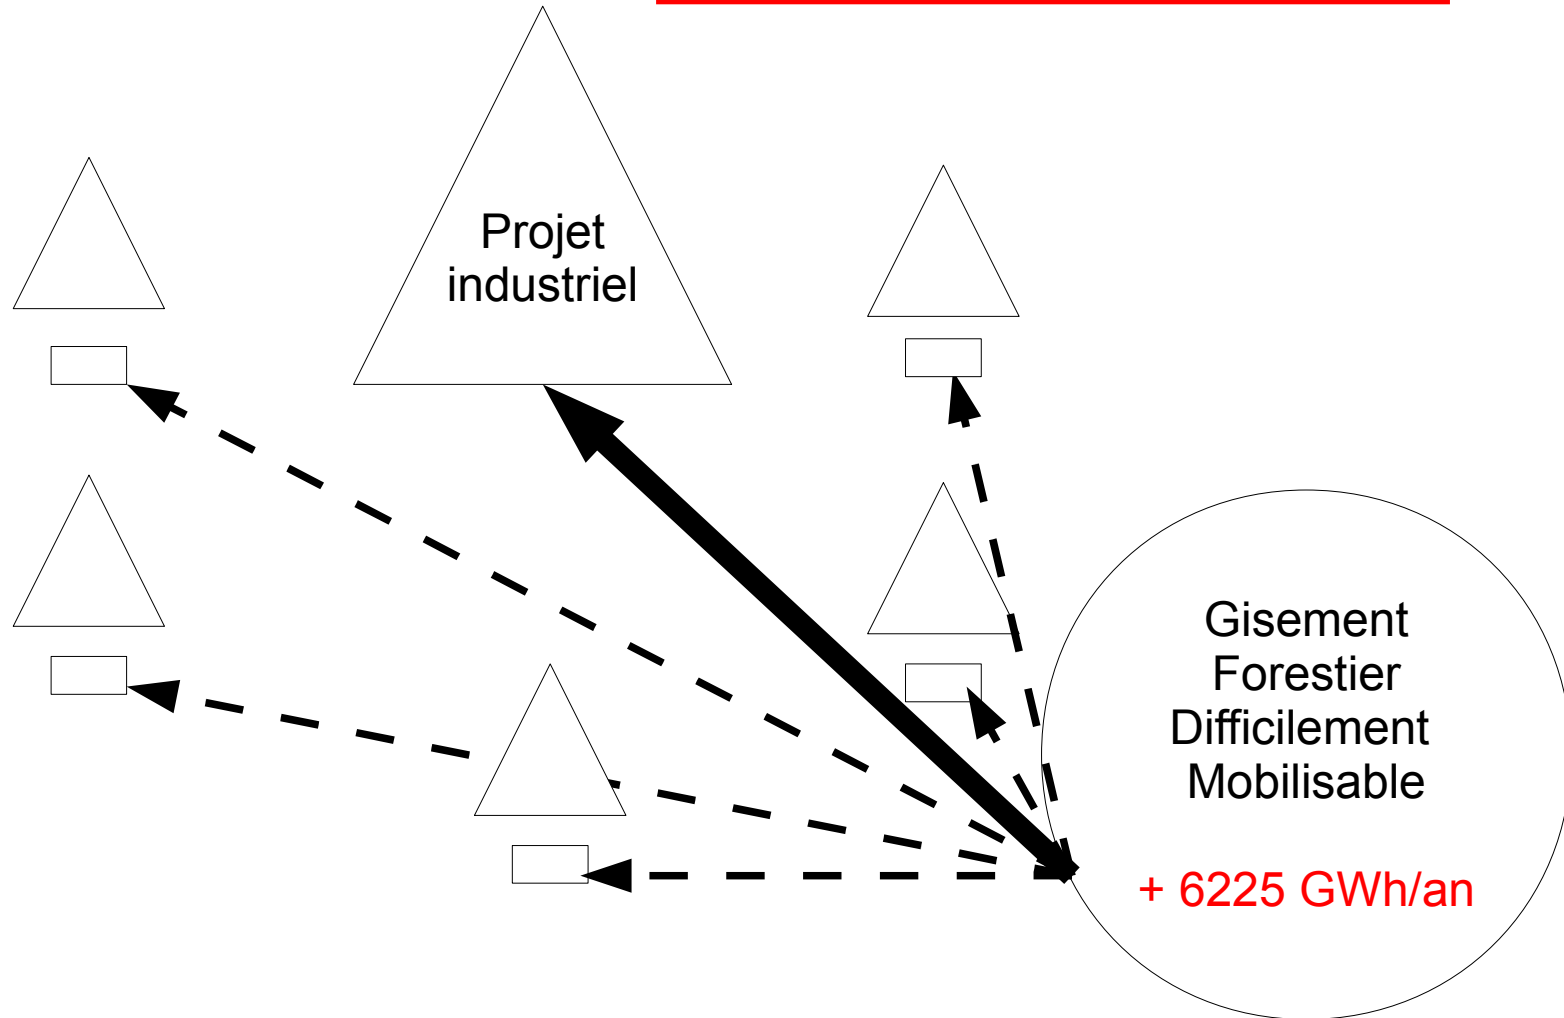 Projet
industriel
Gisement
Forestier
Difficilement
Mobilisable
+ 6225 GWh/an